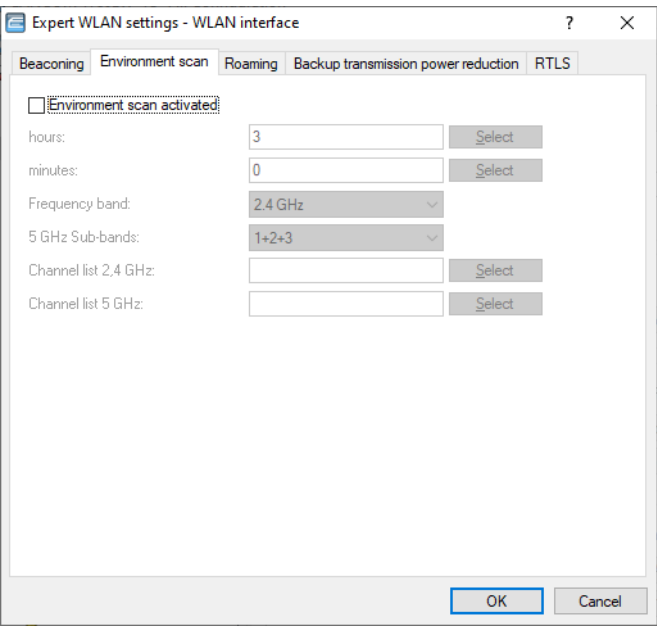 Expert WLAN settings - WLAN interface ?
Beaconing Environment scan Roaming Backup transmission power reduction RTLS
Environment scan activated
hours: 3 Select
minutes: 0 Select
Frequency band: 2.4 GHz
5 GHz Sub-bands: 1+2+3
Channel list 2,4 GHz: Select
Channel list 5 GHz: Select
OK Cancel